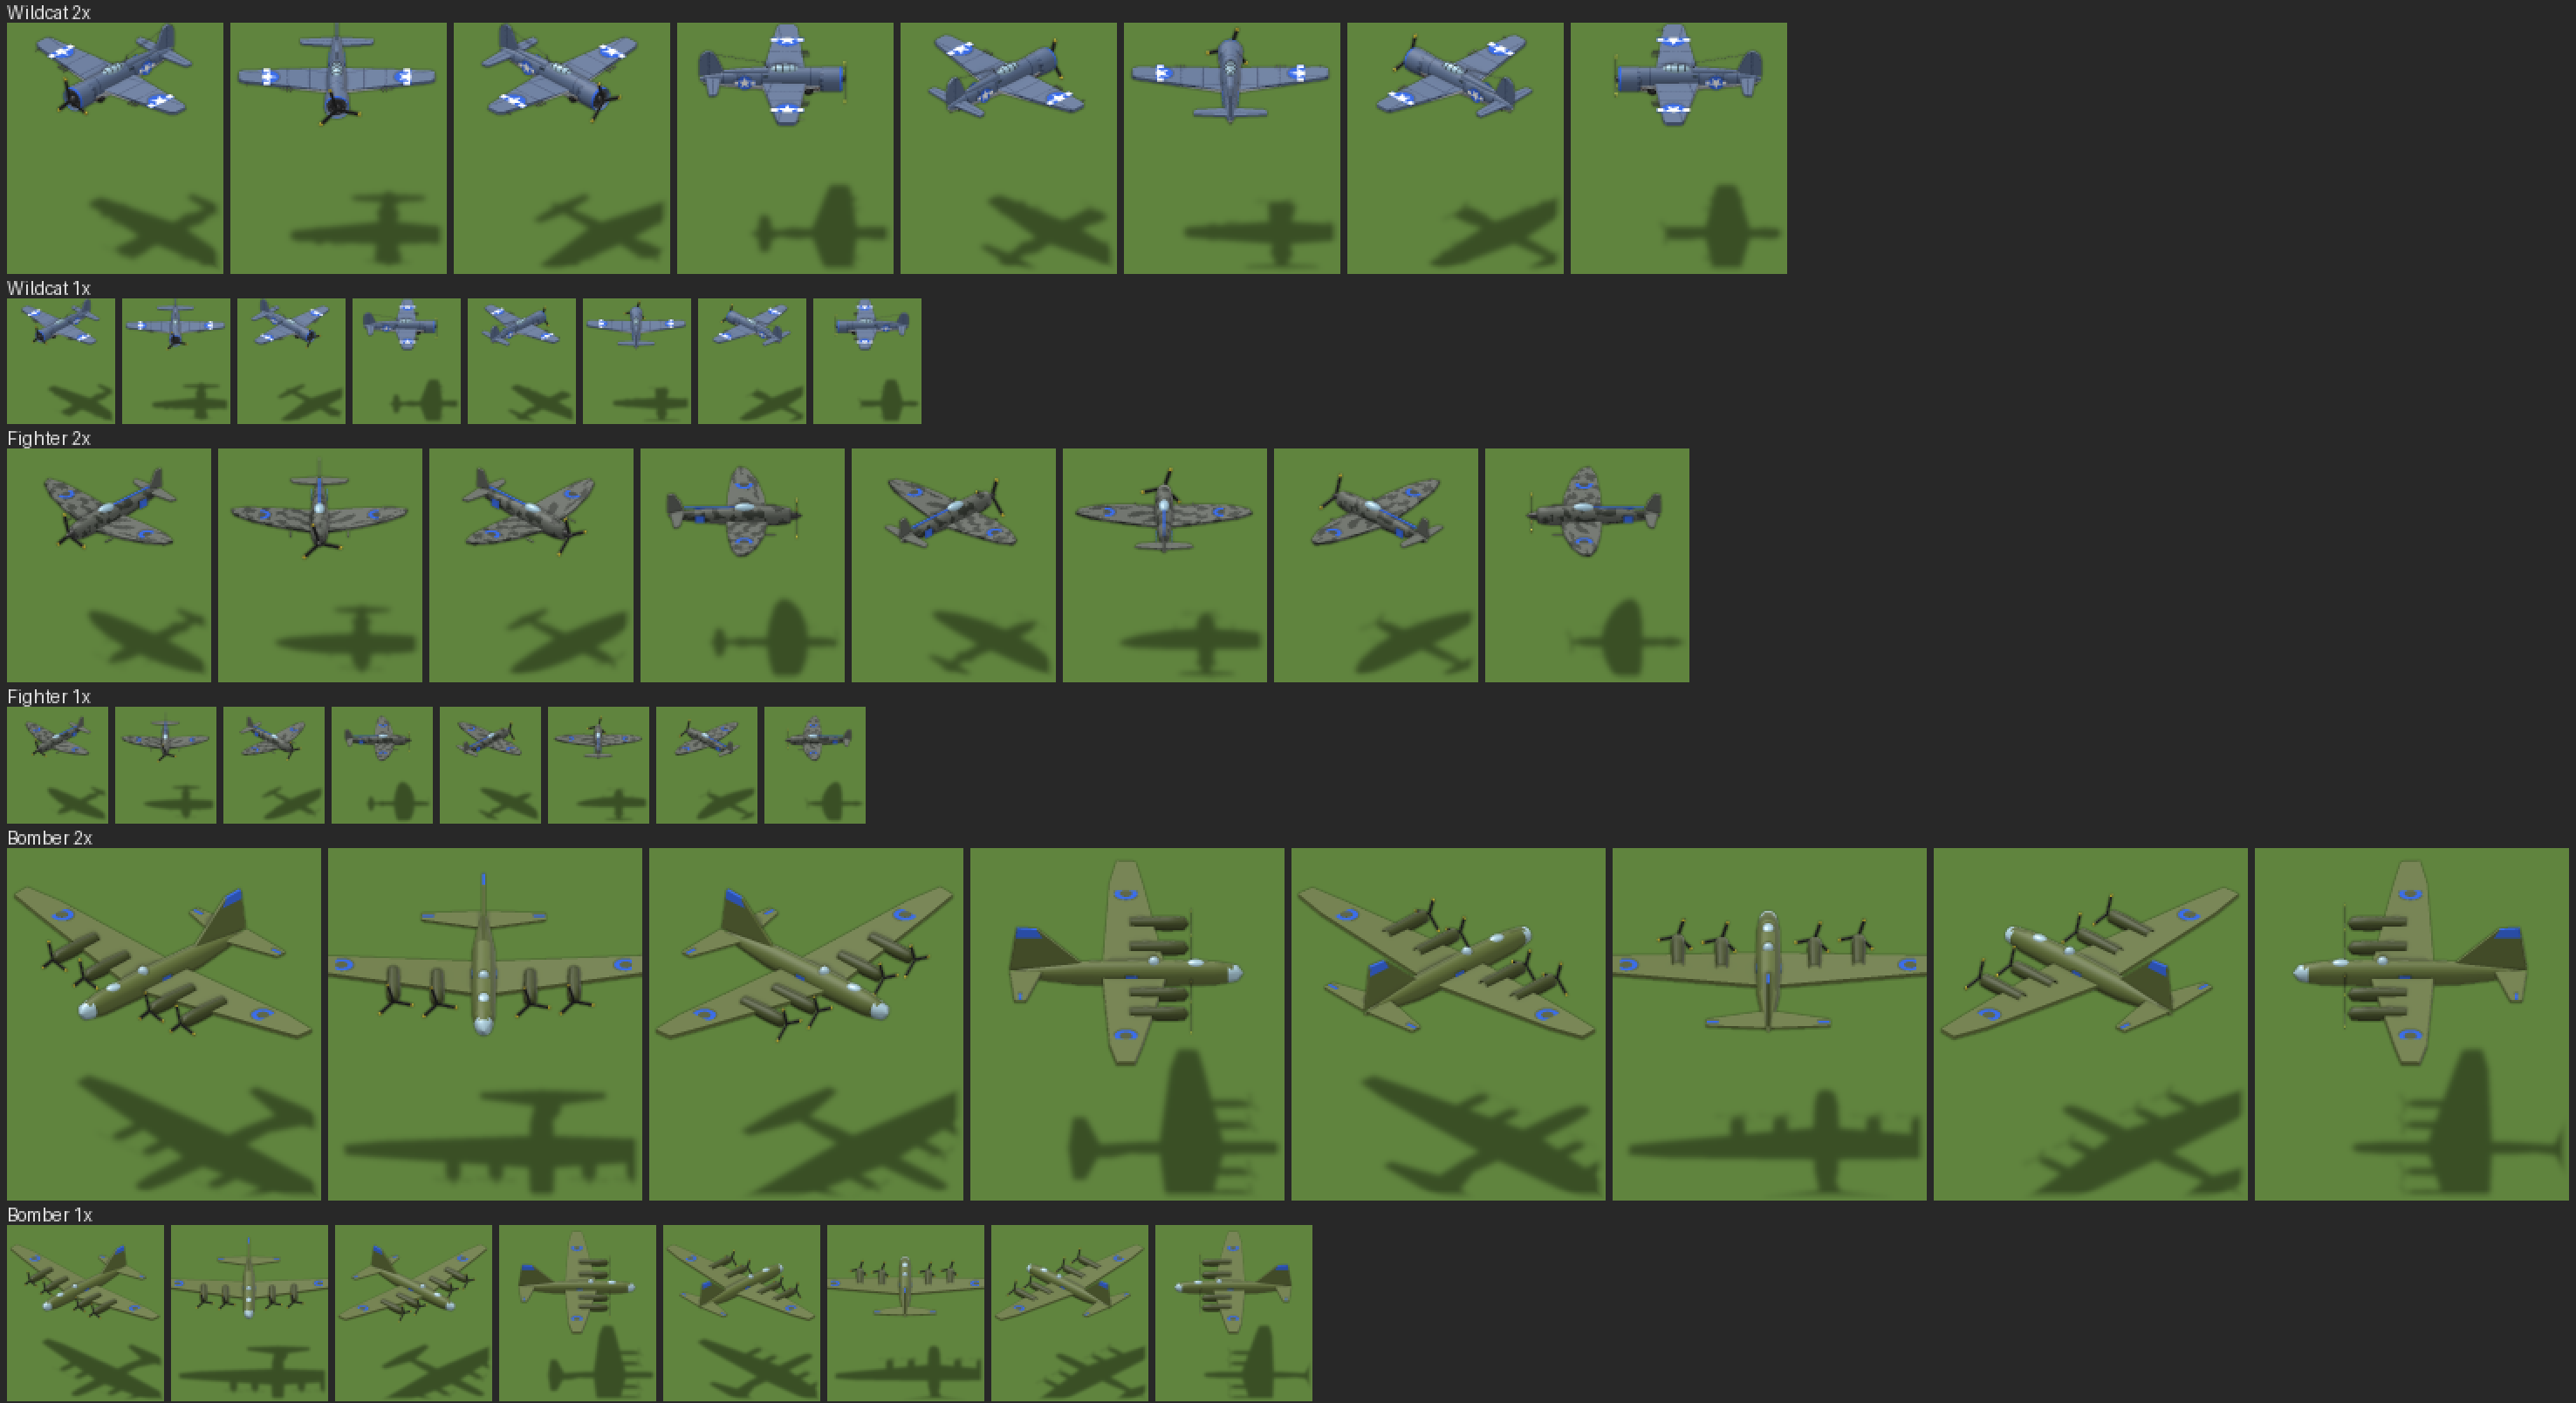 Wildcat 2x
Wildcat 1x
Fighter 2x
Fighter 1x
Bomber 2x
Bomber 1x